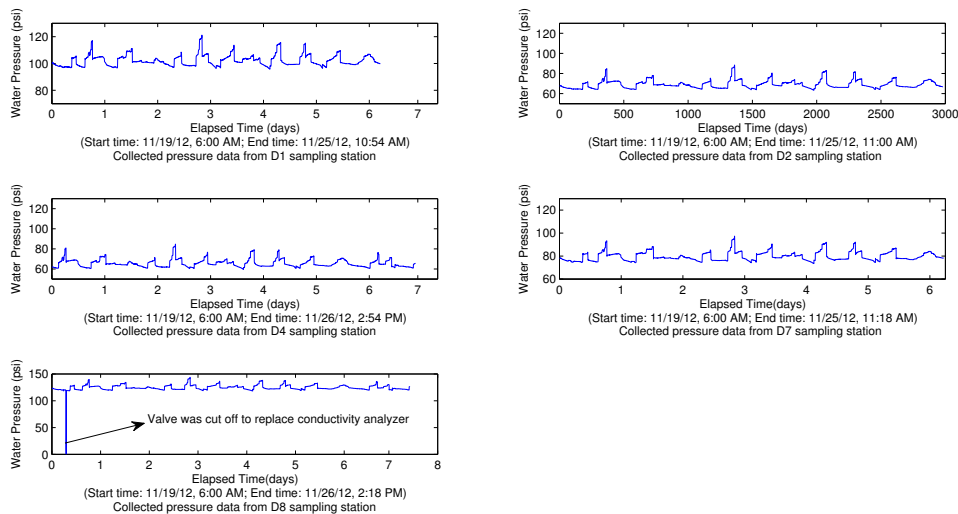 Water Pressure (psi)
120
100
80
0 1 2 3 4 5 6 7
Elapsed Time (days)
(Start time: 11/19/12, 6:00 AM; End time: 11/25/12, 10:54 AM)
Collected pressure data from D1 sampling station
Water Pressure (psi)
120
100
80
60
0 500 1000 1500 2000 2500 3000
Elapsed Time (days)
(Start time: 11/19/12, 6:00 AM; End time: 11/25/12, 11:00 AM)
Collected pressure data from D2 sampling station
Water Pressure (psi)
120
100
80
60
0 1 2 3 4 5 6 7
Elapsed Time (days)
(Start time: 11/19/12, 6:00 AM; End time: 11/26/12, 2:54 PM)
Collected pressure data from D4 sampling station
Water Pressure (psi)
120
100
80
60
0 1 2 3 4 5 6
Elapsed Time(days)
(Start time: 11/19/12, 6:00 AM; End time: 11/25/12, 11:18 AM)
Collected pressure data from D7 sampling station
Water Pressure (psi)
150
100
50
0
Valve was cut off to replace conductivity analyzer
0 1 2 3 4 5 6 7 8
Elapsed Time(days)
(Start time: 11/19/12, 6:00 AM; End time: 11/26/12, 2:18 PM)
Collected pressure data from D8 sampling station